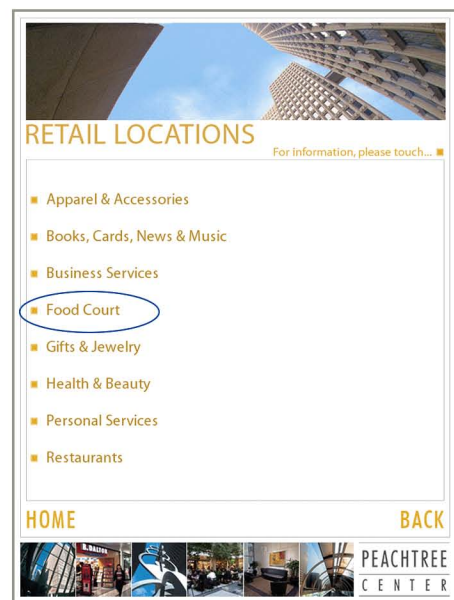 RETAIL LOCATIONS
For information, please touch...
Apparel & Accessories
Books, Cards, News & Music
Business Services
Food Court
Gifts & Jewelry
Health & Beauty
Personal Services
Restaurants
HOME
BACK
B. DALTON
PEACHTREE
CENTER